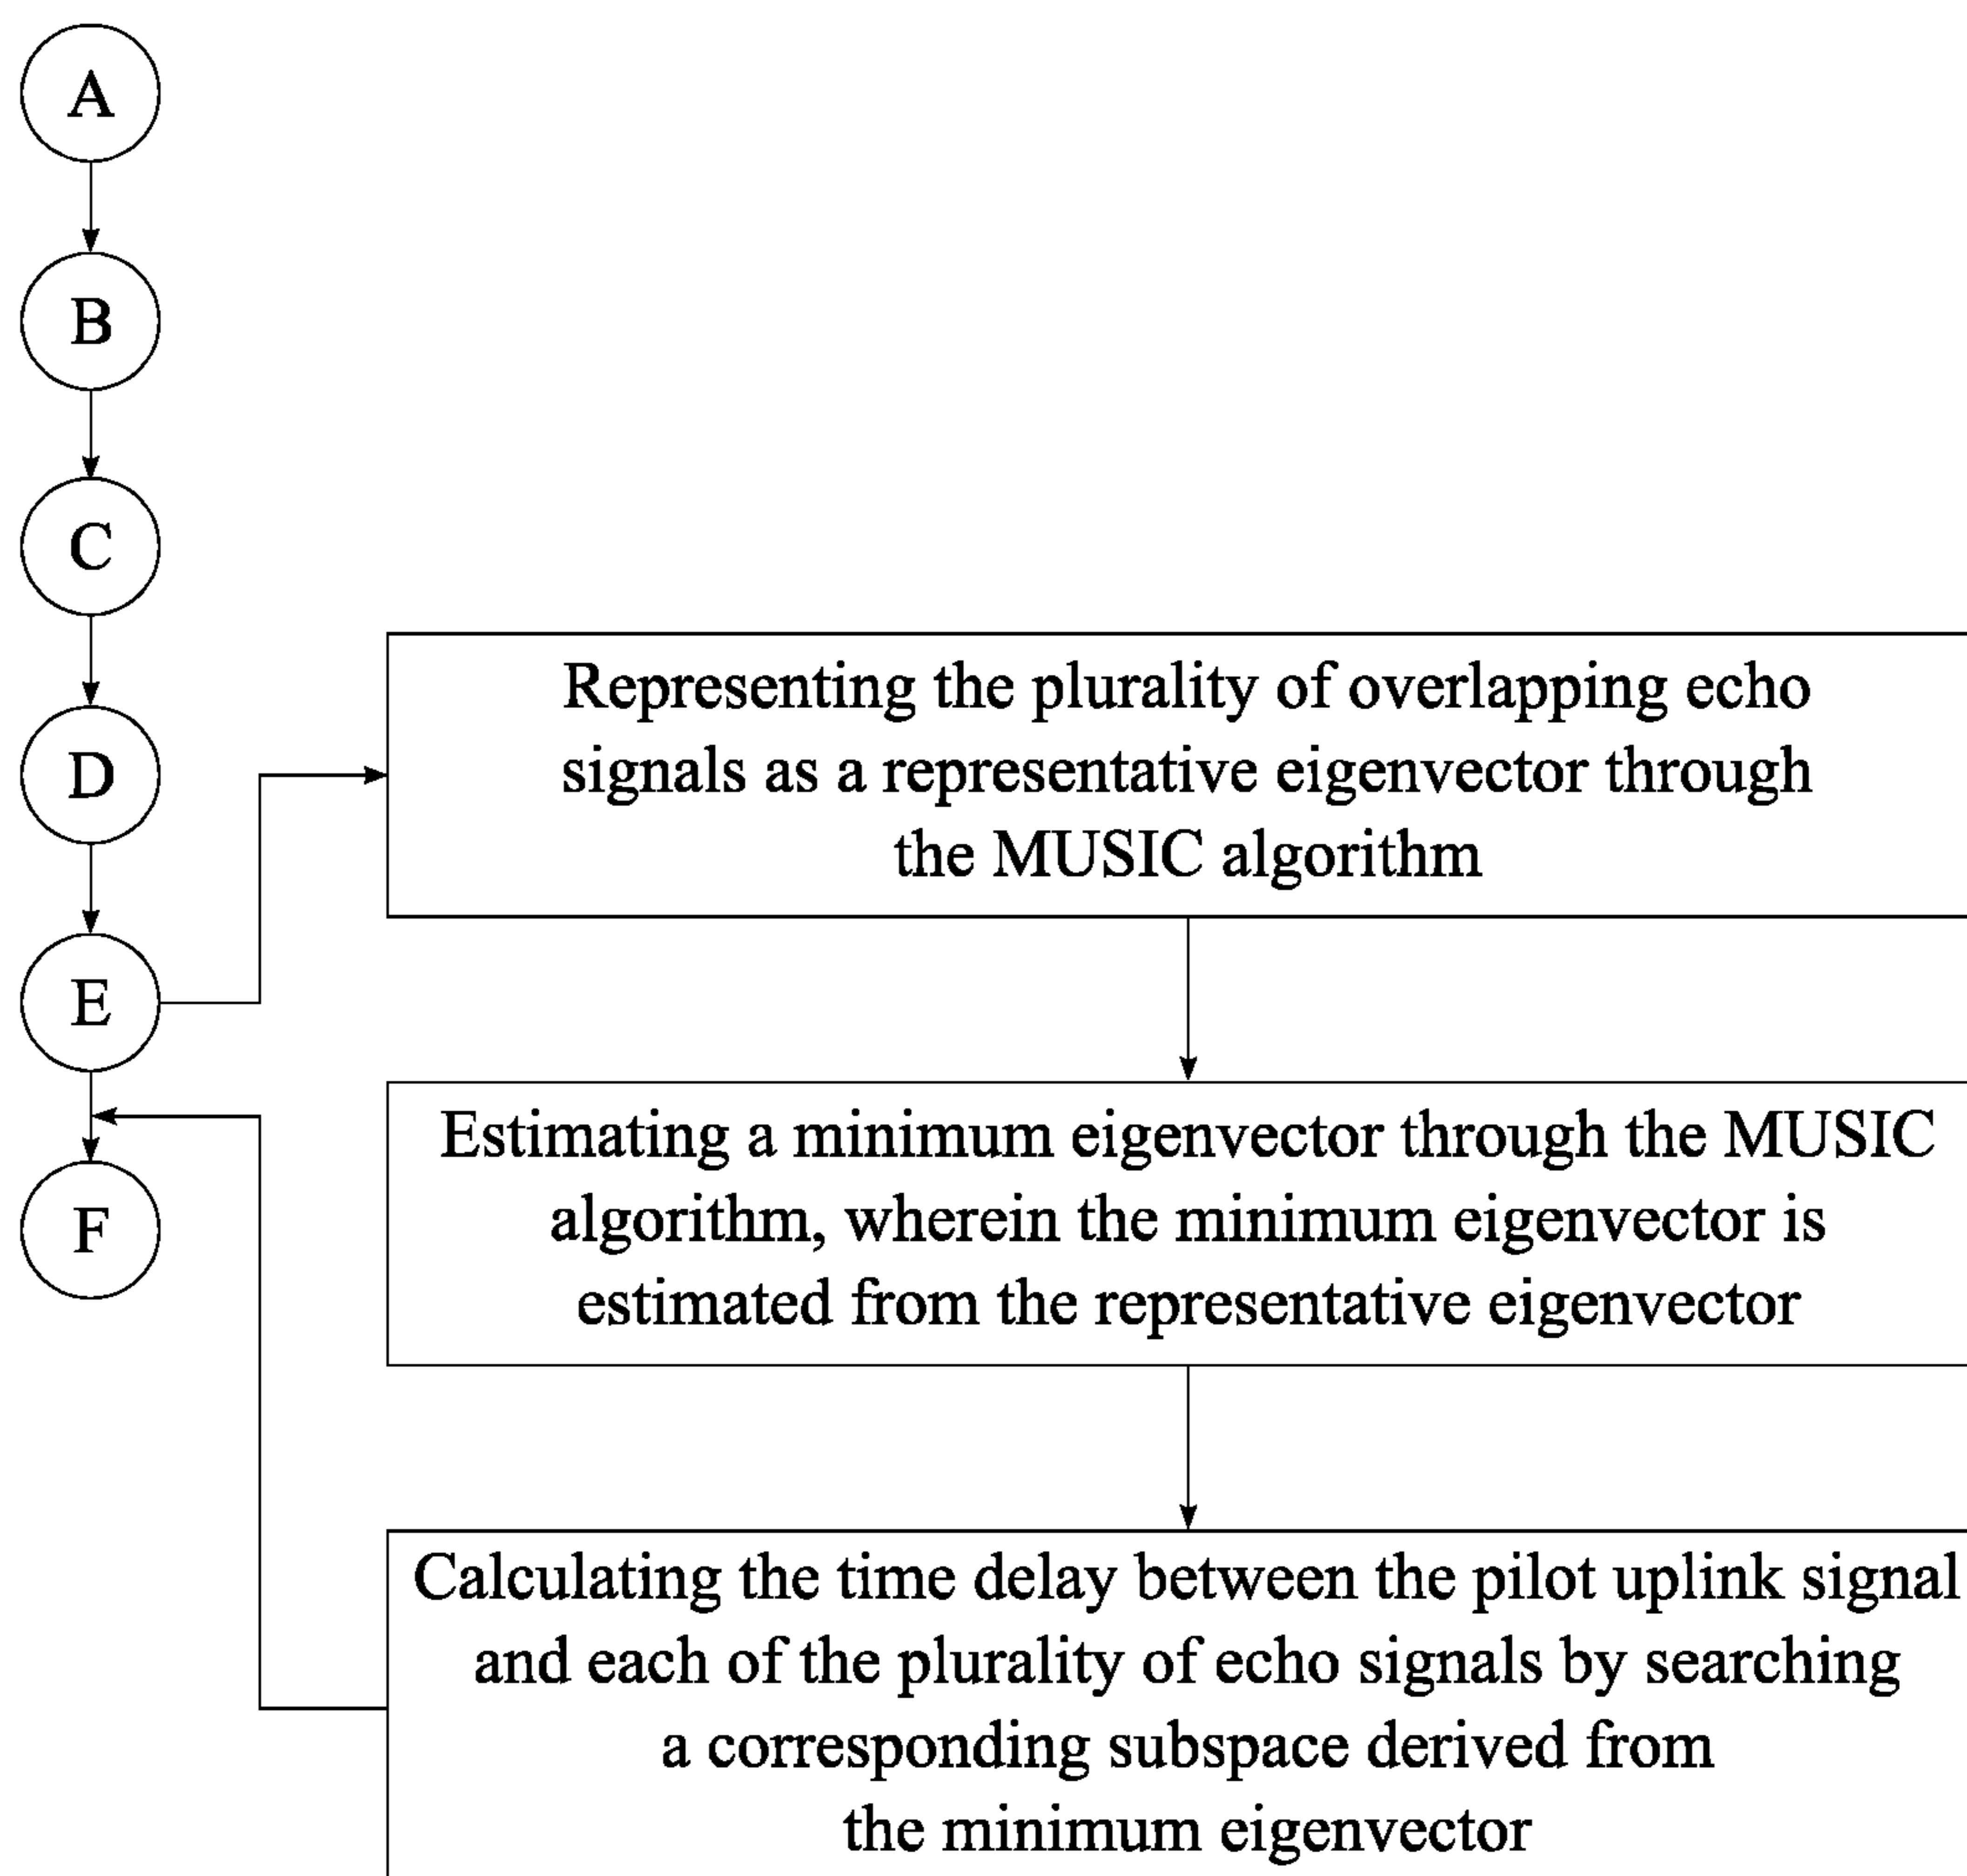 A
B
C
D
E
F
Representing the plurality of overlapping echo
signals as a representative eigenvector through
the MUSIC algorithm
Estimating a minimum eigenvector through the MUSIC
algorithm, wherein the minimum eigenvector is
estimated from the representative eigenvector
Calculating the time delay between the pilot uplink signal
and each of the plurality of echo signals by searching
a corresponding subspace derived from
the minimum eigenvector